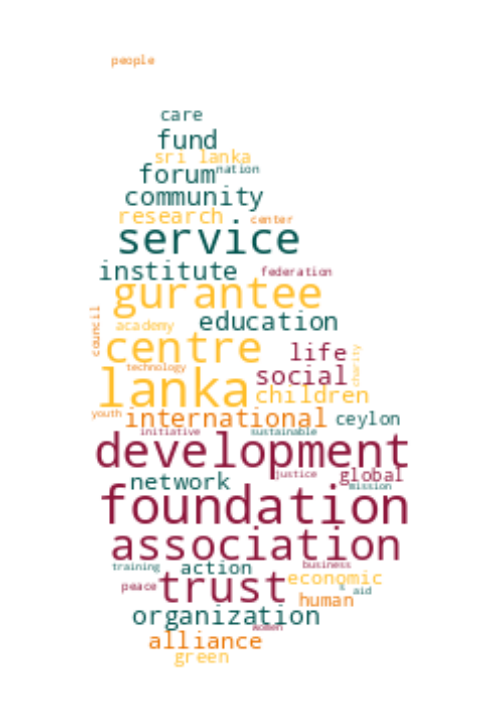 people
care
fund
sri lanka
forum nation
community
research center
service
institute federation
gurantee
council academy education
centre life charity
technology social
lanka children
youth international ceylon
initiative sustainable
development
justice global
network mission
foundation
association
training action business
peace trust economic
aid
human
organization women
alliance
green